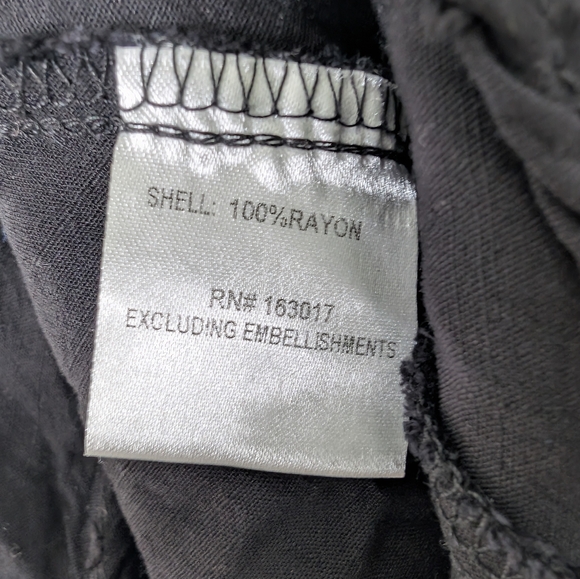 SHELL: 100%RAYON
RN# 163017
EXCLUDING EMBELLISHMENTS